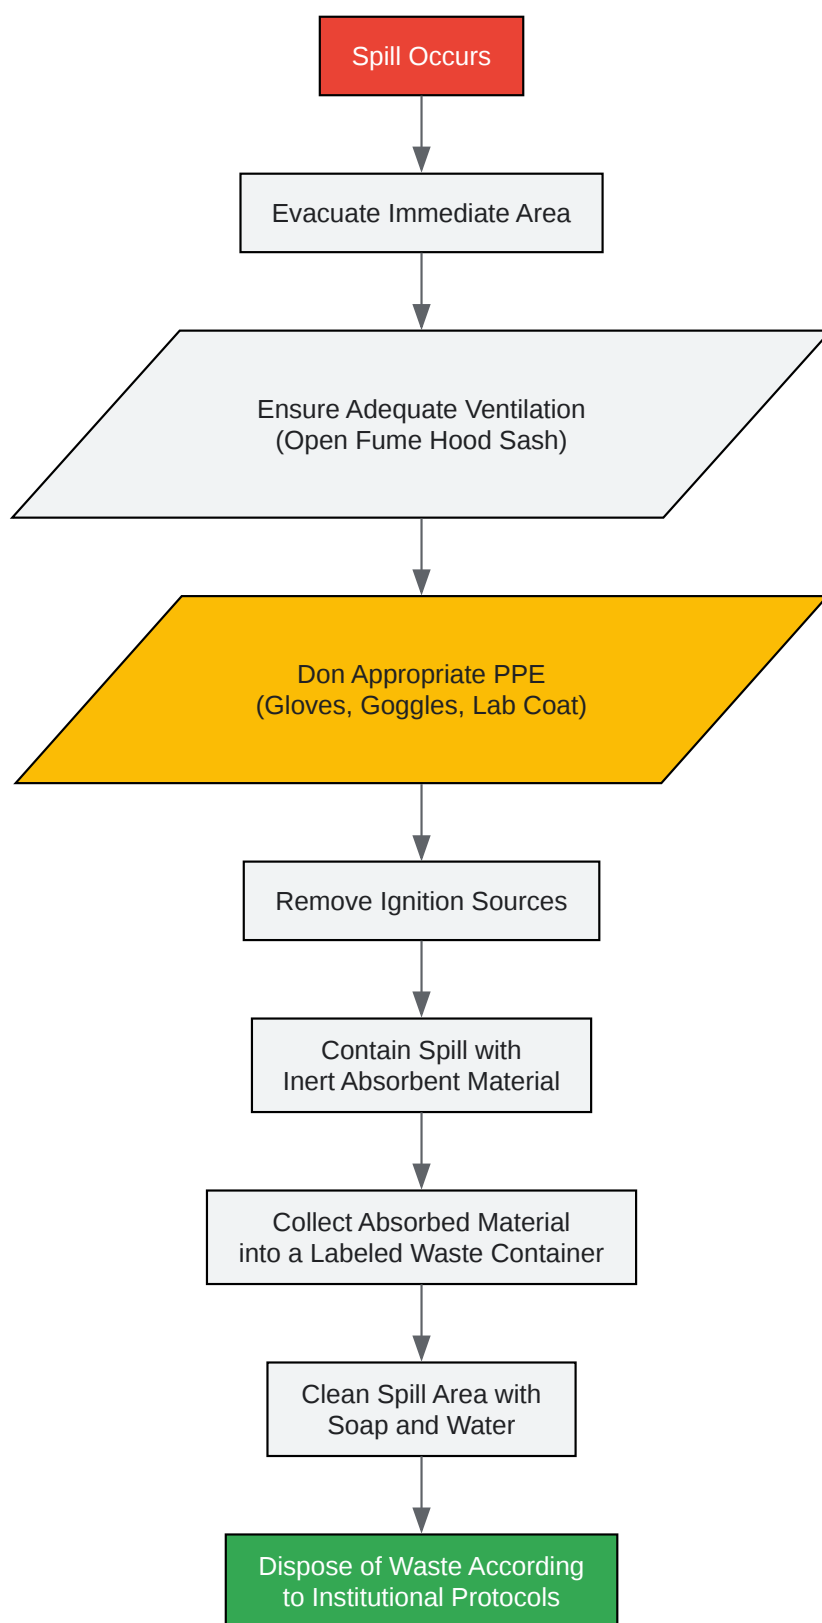 Spill Occurs
Evacuate Immediate Area
Ensure Adequate Ventilation
(Open Fume Hood Sash)
Don Appropriate PPE
(Gloves, Goggles, Lab Coat)
Remove Ignition Sources
Contain Spill with
Inert Absorbent Material
Collect Absorbed Material
into a Labeled Waste Container
Clean Spill Area with
Soap and Water
Dispose of Waste According
to Institutional Protocols